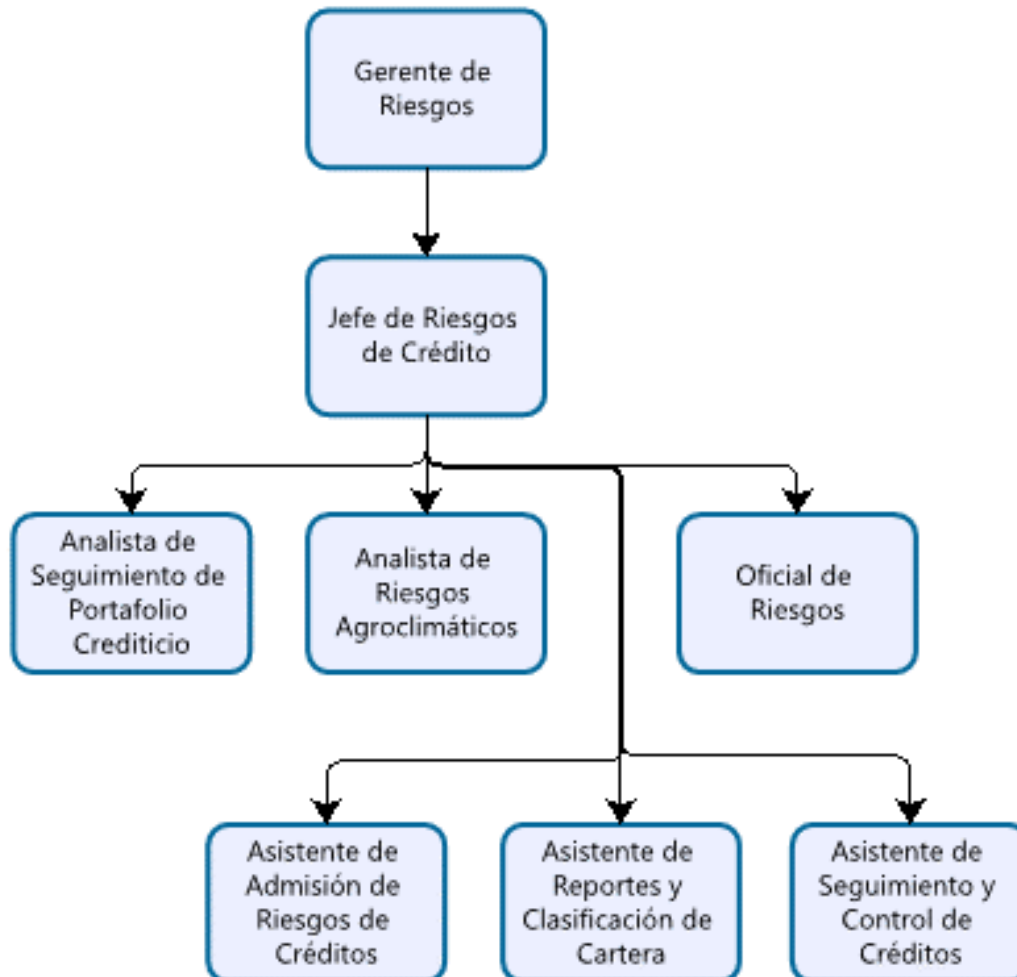 Gerente de
Riesgos
Jefe de Riesgos
de Crédito
Analista de
Seguimiento de
Portafolio
Crediticio
Analista de
Riesgos
Agroclimáticos
Oficial de
Riesgos
Asistente de
Admisión de
Riesgos de
Créditos
Asistente de
Reportes y
Clasificación de
Cartera
Asistente de
Seguimiento y
Control de
Créditos